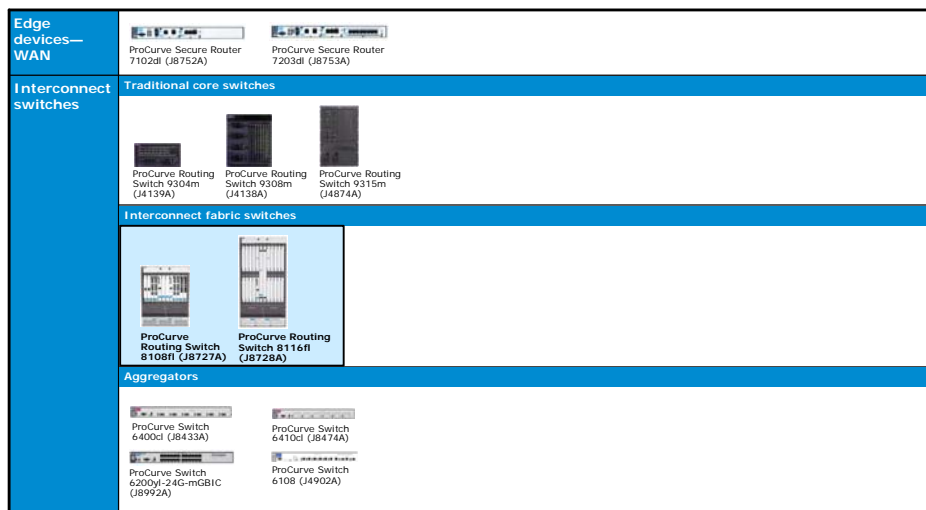 Edge
devices—
WAN
ProCurve Secure Router
7102dl (J8752A)
ProCurve Secure Router
7203dl (J8753A)
Interconnect
switches
Traditional core switches
ProCurve Routing
Switch 9304m
(J4139A)
ProCurve Routing
Switch 9308m
(J4138A)
ProCurve Routing
Switch 9315m
(J4874A)
Interconnect fabric switches
ProCurve
Routing Switch
8108fl (J8727A)
ProCurve Routing
Switch 8116fl
(J8728A)
Aggregators
ProCurve Switch
6400cl (J8433A)
ProCurve Switch
6410cl (J8474A)
ProCurve Switch
6200yl-24G-mGBIC
(J8992A)
ProCurve Switch
6108 (J4902A)